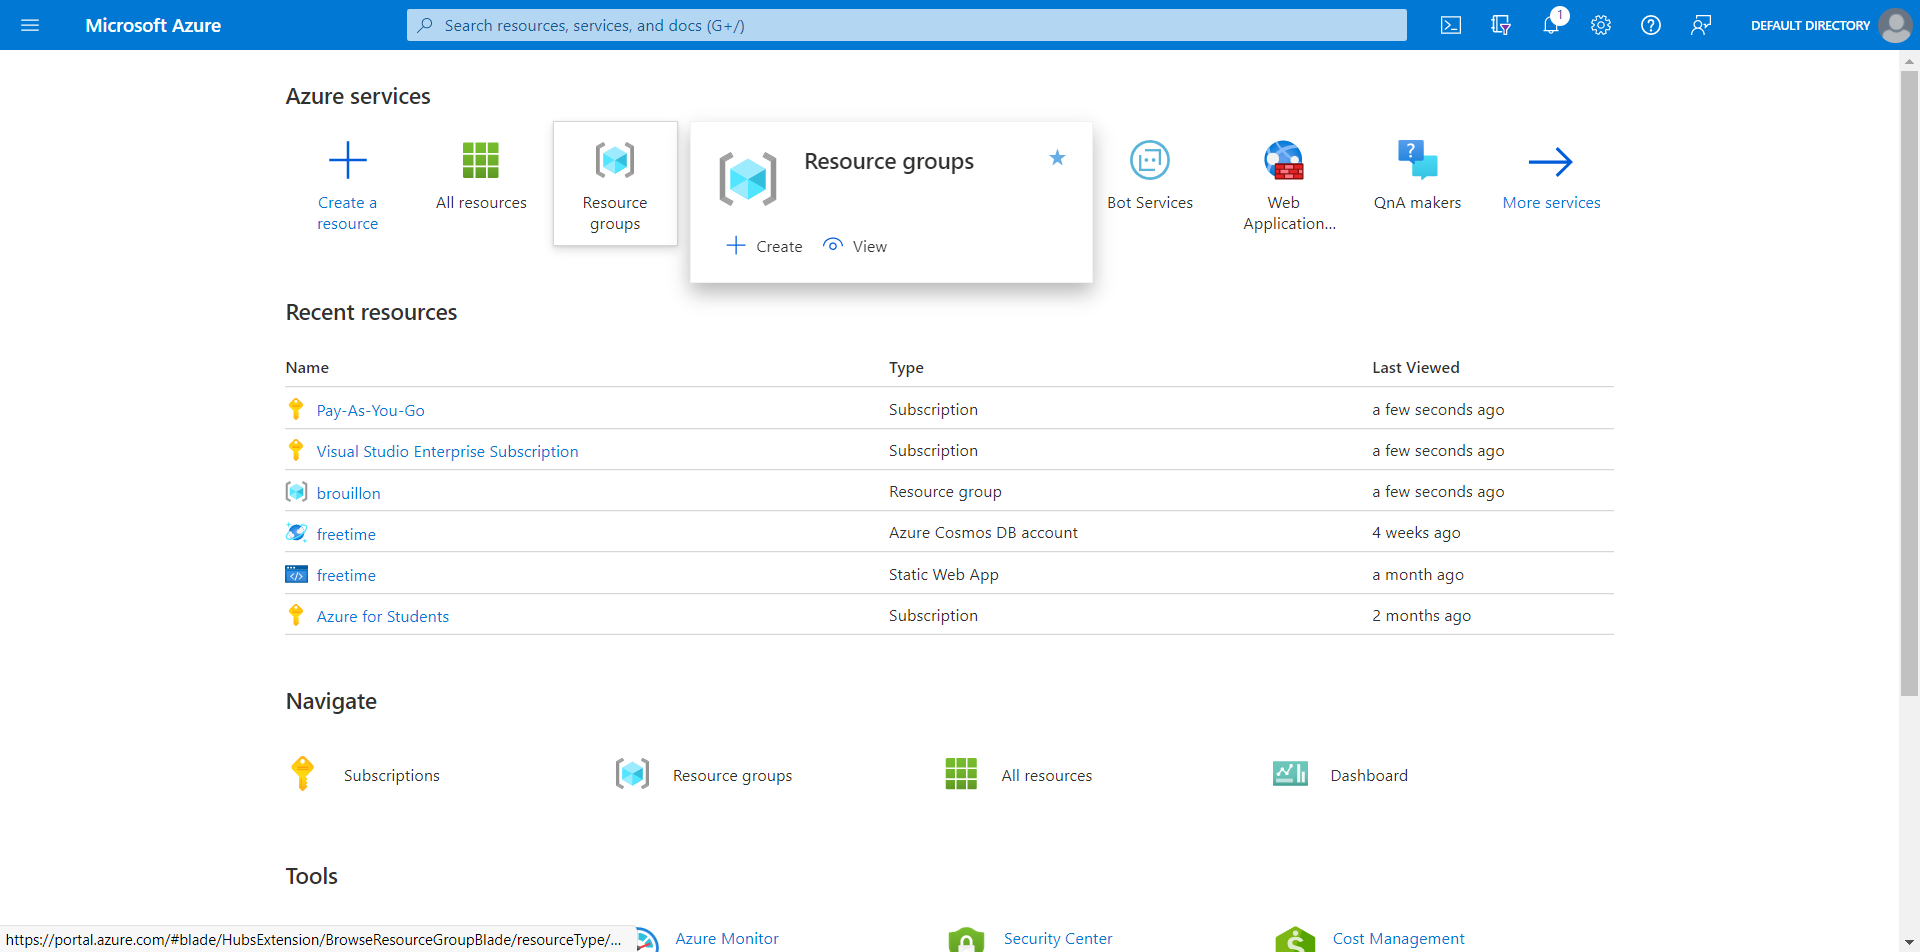 Microsoft Azure
Search resources, services, and docs (G+/)
1
DEFAULT DIRECTORY
Azure services
Create a
resource
All resources
Resource
groups
Resource groups
Create
View
Bot Services
Web
Application...
?
QnA makers
More services
Recent resources
Name Type Last Viewed
Pay-As-You-Go Subscription a few seconds ago
Visual Studio Enterprise Subscription Subscription a few seconds ago
brouillon Resource group a few seconds ago
freetime Azure Cosmos DB account 4 weeks ago
freetime Static Web App a month ago
Azure for Students Subscription 2 months ago
Navigate
Subscriptions Resource groups All resources Dashboard
Tools
https://portal.azure.com/#blade/HubsExtension/BrowseResourceGroupBlade/resourceType/...
Azure Monitor Security Center Cost Management